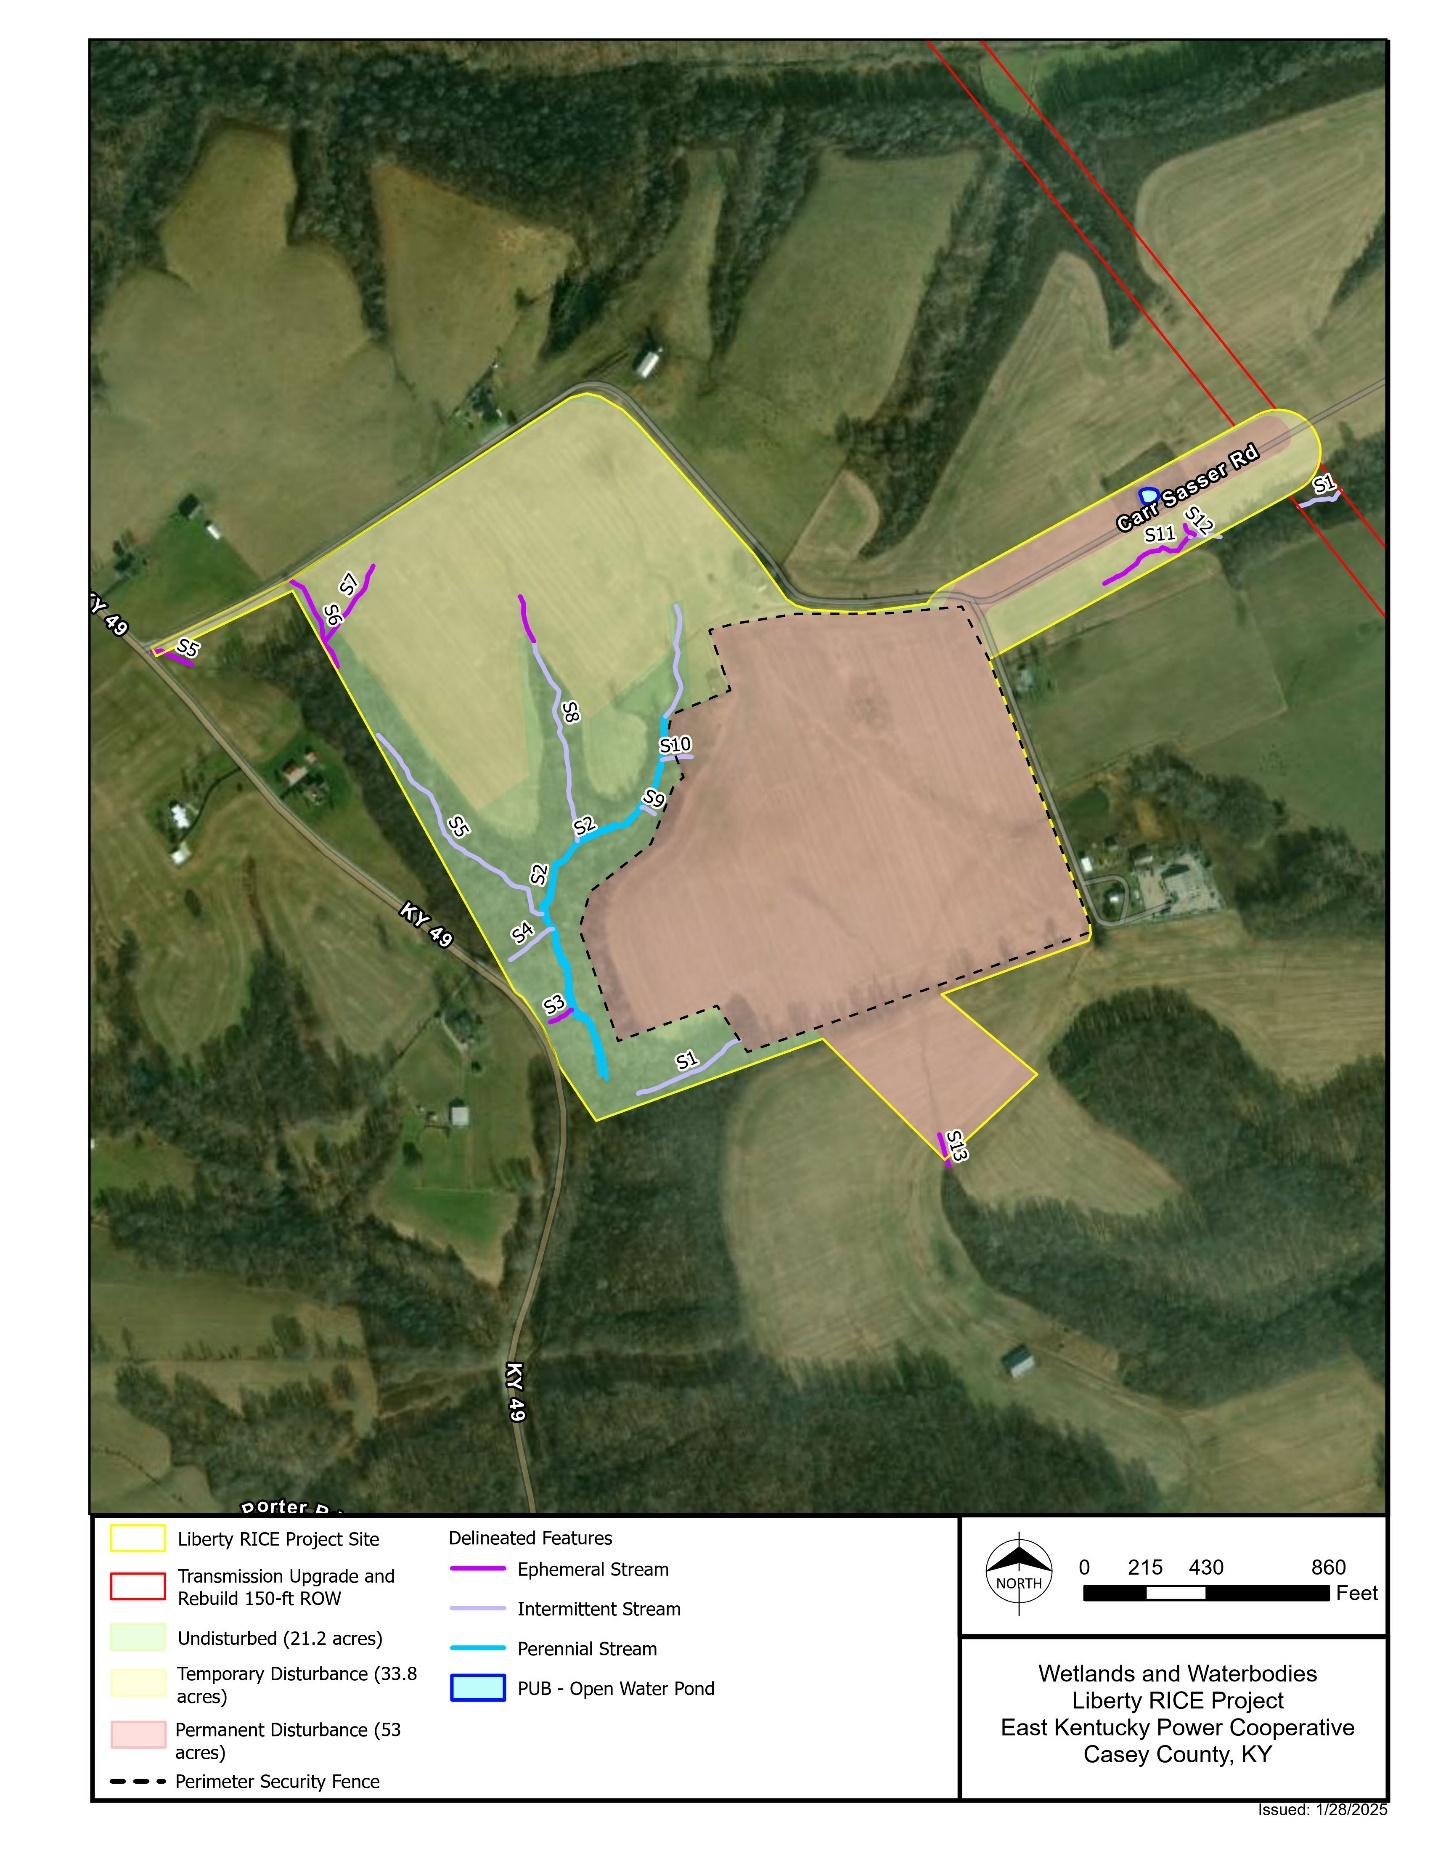 Carr Sasser Rd
S1
S12
S11
S7
S6
KY 49
S5
S8
S10
S9
S2
S5
S2
S4
KY 49
S3
S1
S13
KY 49
Liberty RICE Project Site
Transmission Upgrade and
Rebuild 150-ft ROW
Undisturbed (21.2 acres)
Temporary Disturbance (33.8
acres)
Permanent Disturbance (53
acres)
Perimeter Security Fence
Delineated Features
Ephemeral Stream
Intermittent Stream
Perennial Stream
PUB - Open Water Pond
NORTH
0 215 430 860
Feet
Wetlands and Waterbodies
Liberty RICE Project
East Kentucky Power Cooperative
Casey County, KY
Issued: 1/28/2025